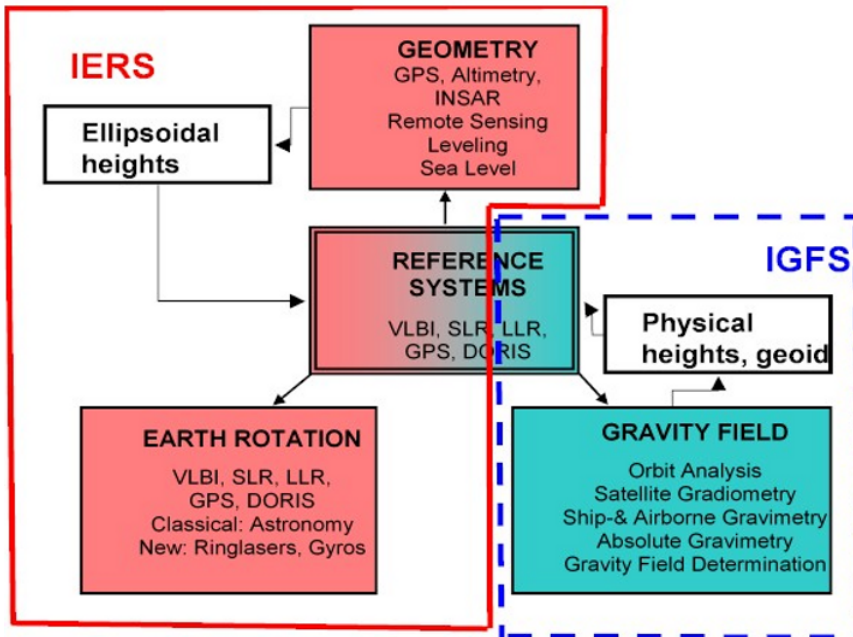 IERS
GEOMETRY
GPS, Altimetry,
INSAR
Remote Sensing
Leveling
Sea Level
Ellipsoidal
heights
REFERENCE
SYSTEMS
VLBI, SLR, LLR,
GPS, DORIS
IGFS
Physical
heights, geoid
EARTH ROTATION
VLBI, SLR, LLR,
GPS, DORIS
Classical: Astronomy
New: Ringlasers, Gyros
GRAVITY FIELD
Orbit Analysis
Satellite Gradiometry
Ship-& Airborne Gravimetry
Absolute Gravimetry
Gravity Field Determination